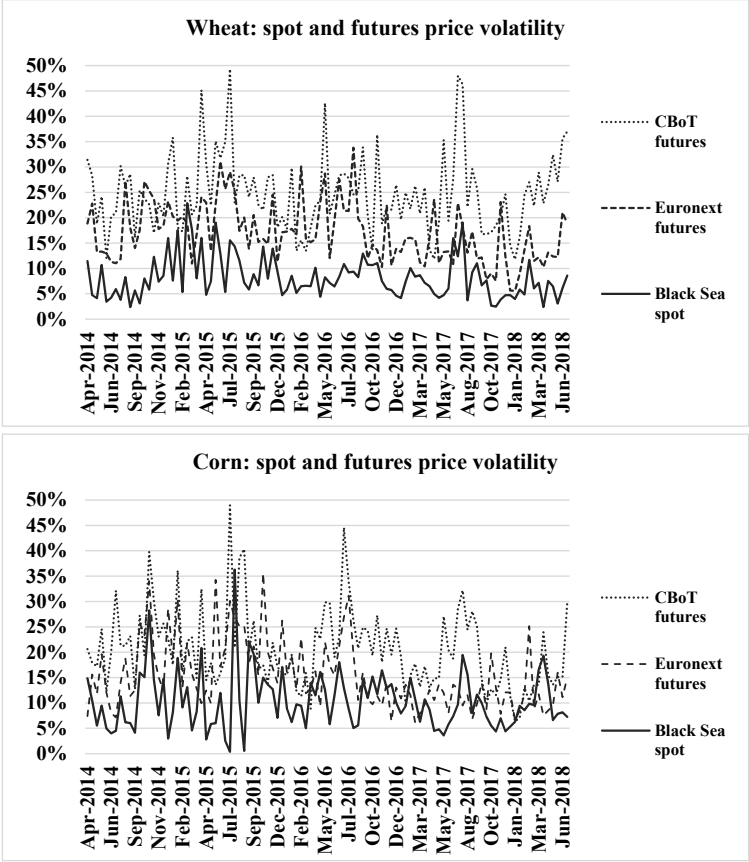 Wheat: spot and futures price volatility
50%
45%
40%
35%
30%
25%
20%
15%
10%
5%
0%
Apr-2014
Jun-2014
Sep-2014
Nov-2014
Feb-2015
Apr-2015
Jul-2015
Sep-2015
Dec-2015
Feb-2016
May-2016
Jul-2016
Oct-2016
Dec-2016
Mar-2017
May-2017
Aug-2017
Oct-2017
Jan-2018
Mar-2018
Jun-2018
CBoT
futures
Euronext
futures
Black Sea
spot
Corn: spot and futures price volatility
50%
45%
40%
35%
30%
25%
20%
15%
10%
5%
0%
Apr-2014
Jun-2014
Sep-2014
Nov-2014
Feb-2015
Apr-2015
Jul-2015
Sep-2015
Dec-2015
Feb-2016
May-2016
Jul-2016
Oct-2016
Dec-2016
Mar-2017
May-2017
Aug-2017
Oct-2017
Jan-2018
Mar-2018
Jun-2018
CBoT
futures
Euronext
futures
Black Sea
spot